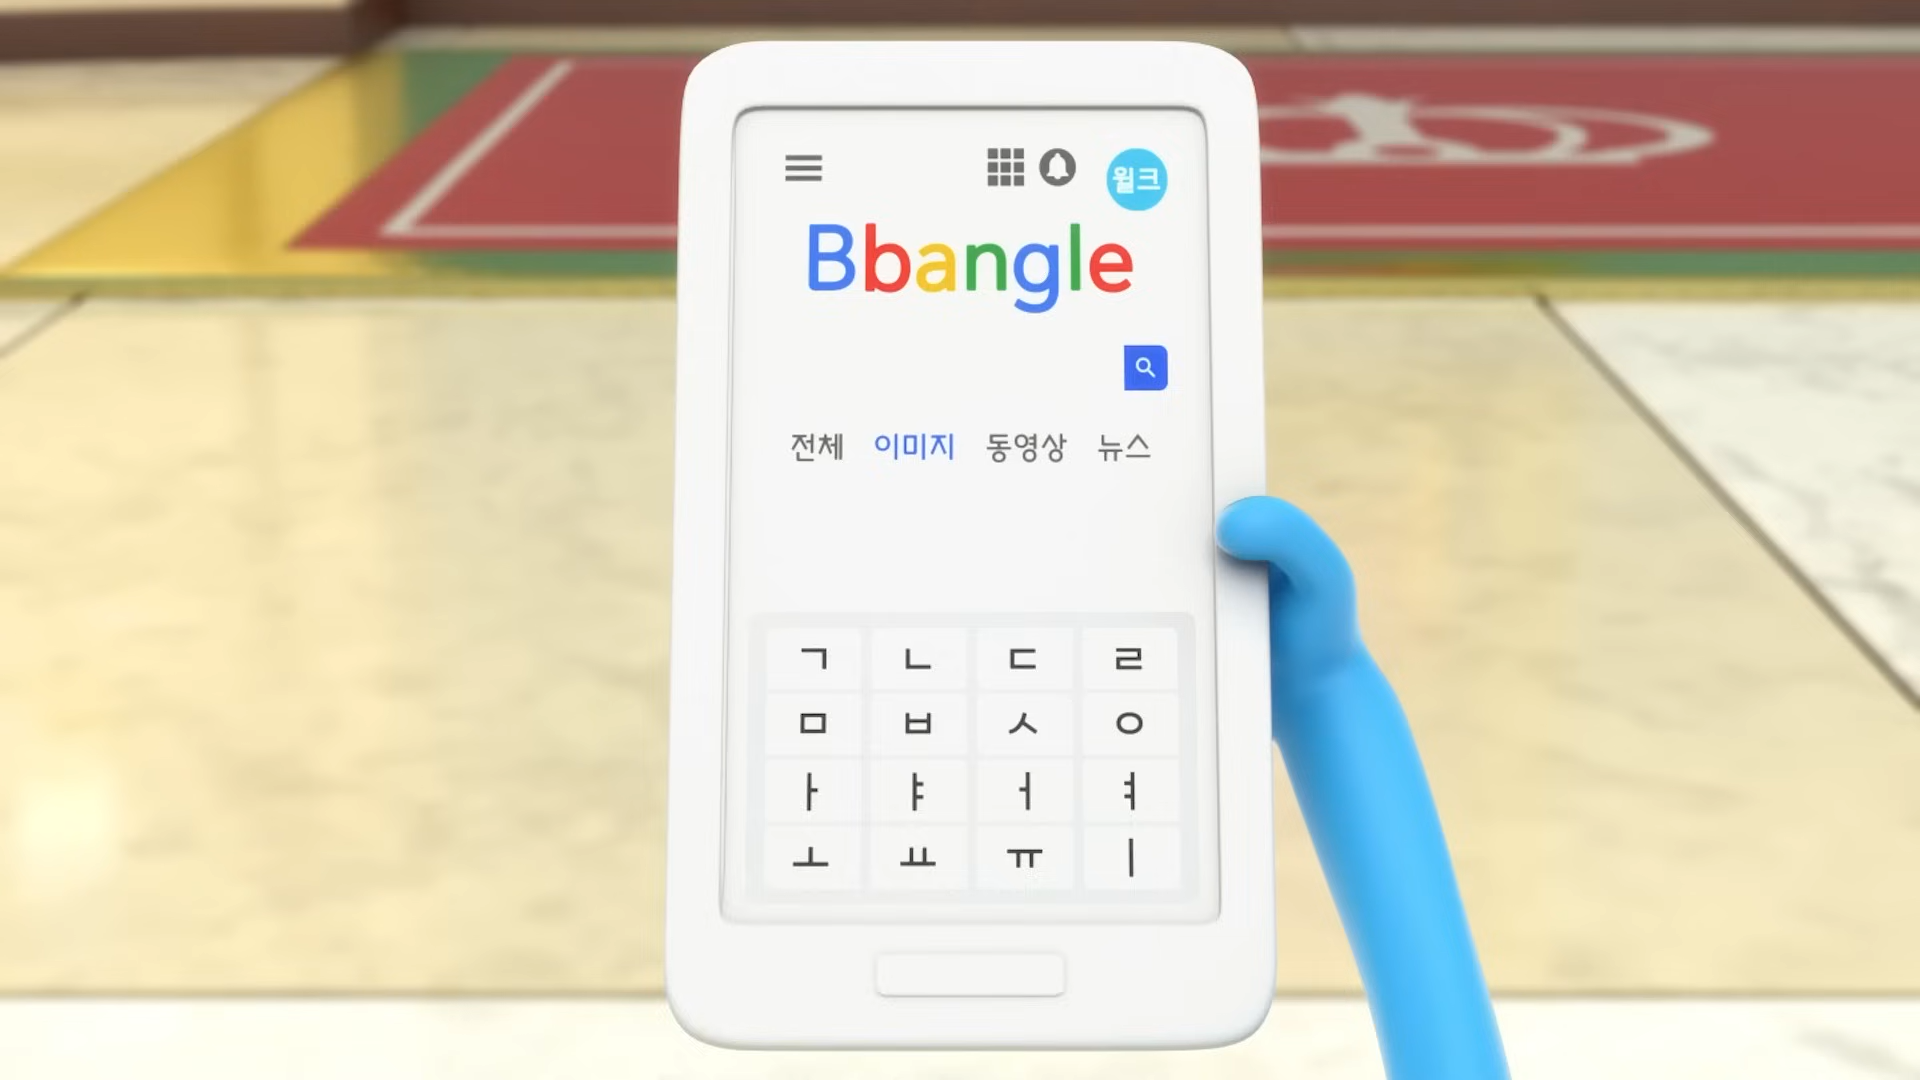 윌크
Bbangle
전체 이미지 동영상 뉴스
ㄱ ㄴ ㄷ ㄹ
ㅁ ㅂ ㅅ ㅇ
ㅏ ㅑ ㅓ ㅕ
ㅗ ㅛ ㅠ ㅣ